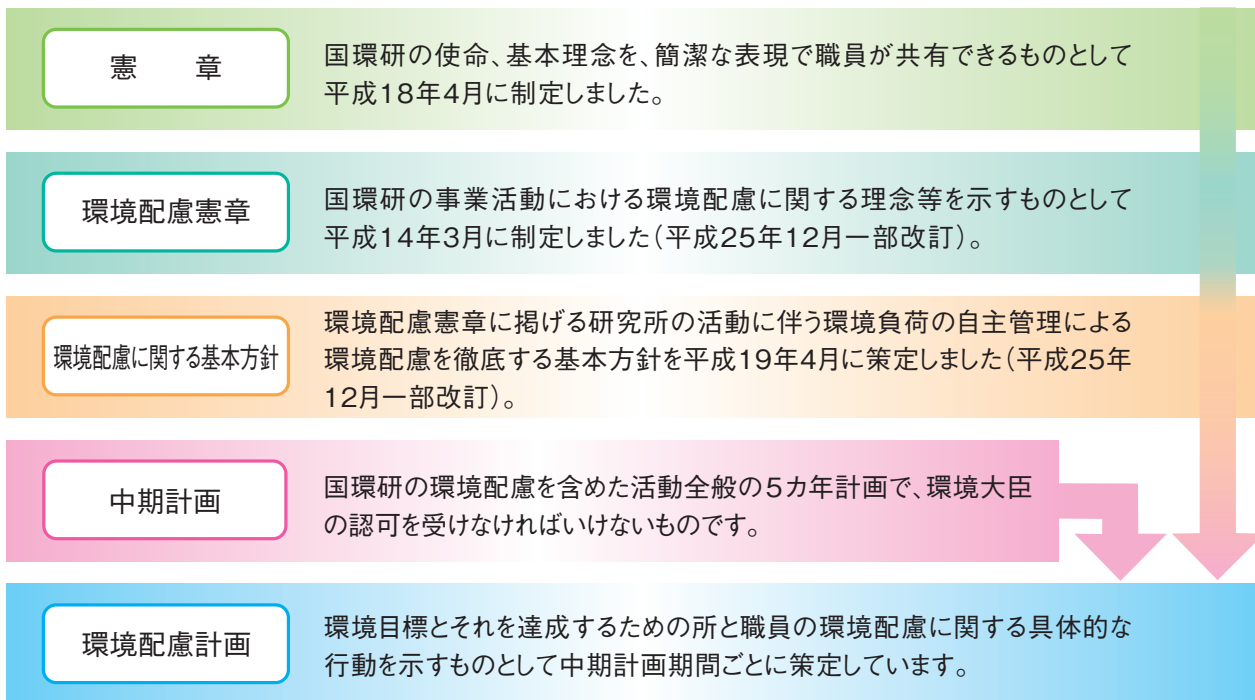 憲　章
国環研の使命、基本理念を、簡潔な表現で職員が共有できるものとして
平成18年4月に制定しました。
環境配慮憲章
国環研の事業活動における環境配慮に関する理念等を示すものとして
平成14年3月に制定しました（平成25年12月一部改訂）。
環境配慮に関する基本方針
環境配慮憲章に掲げる研究所の活動に伴う環境負荷の自主管理による
環境配慮を徹底する基本方針を平成19年4月に策定しました（平成25年
12月一部改訂）。
中期計画
国環研の環境配慮を含めた活動全般の5カ年計画で、環境大臣
の認可を受けなければいけないものです。
環境配慮計画
環境目標とそれを達成するための所と職員の環境配慮に関する具体的な
行動を示すものとして中期計画期間ごとに策定しています。